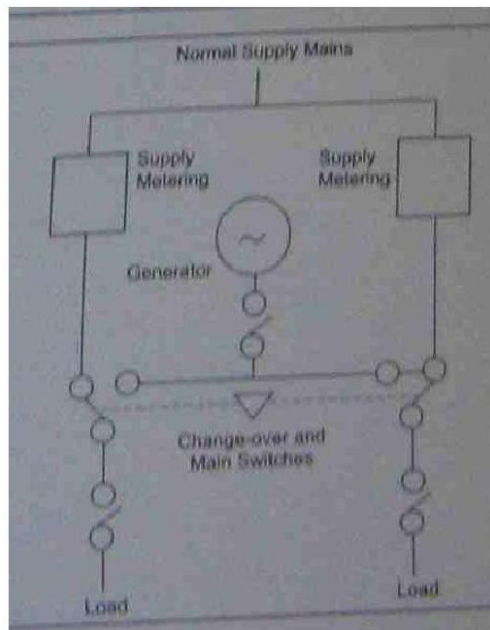 Normal Supply Mains
Supply
Metering
Supply
Metering
Generator
Change-over and
Main Switches
Load
Load